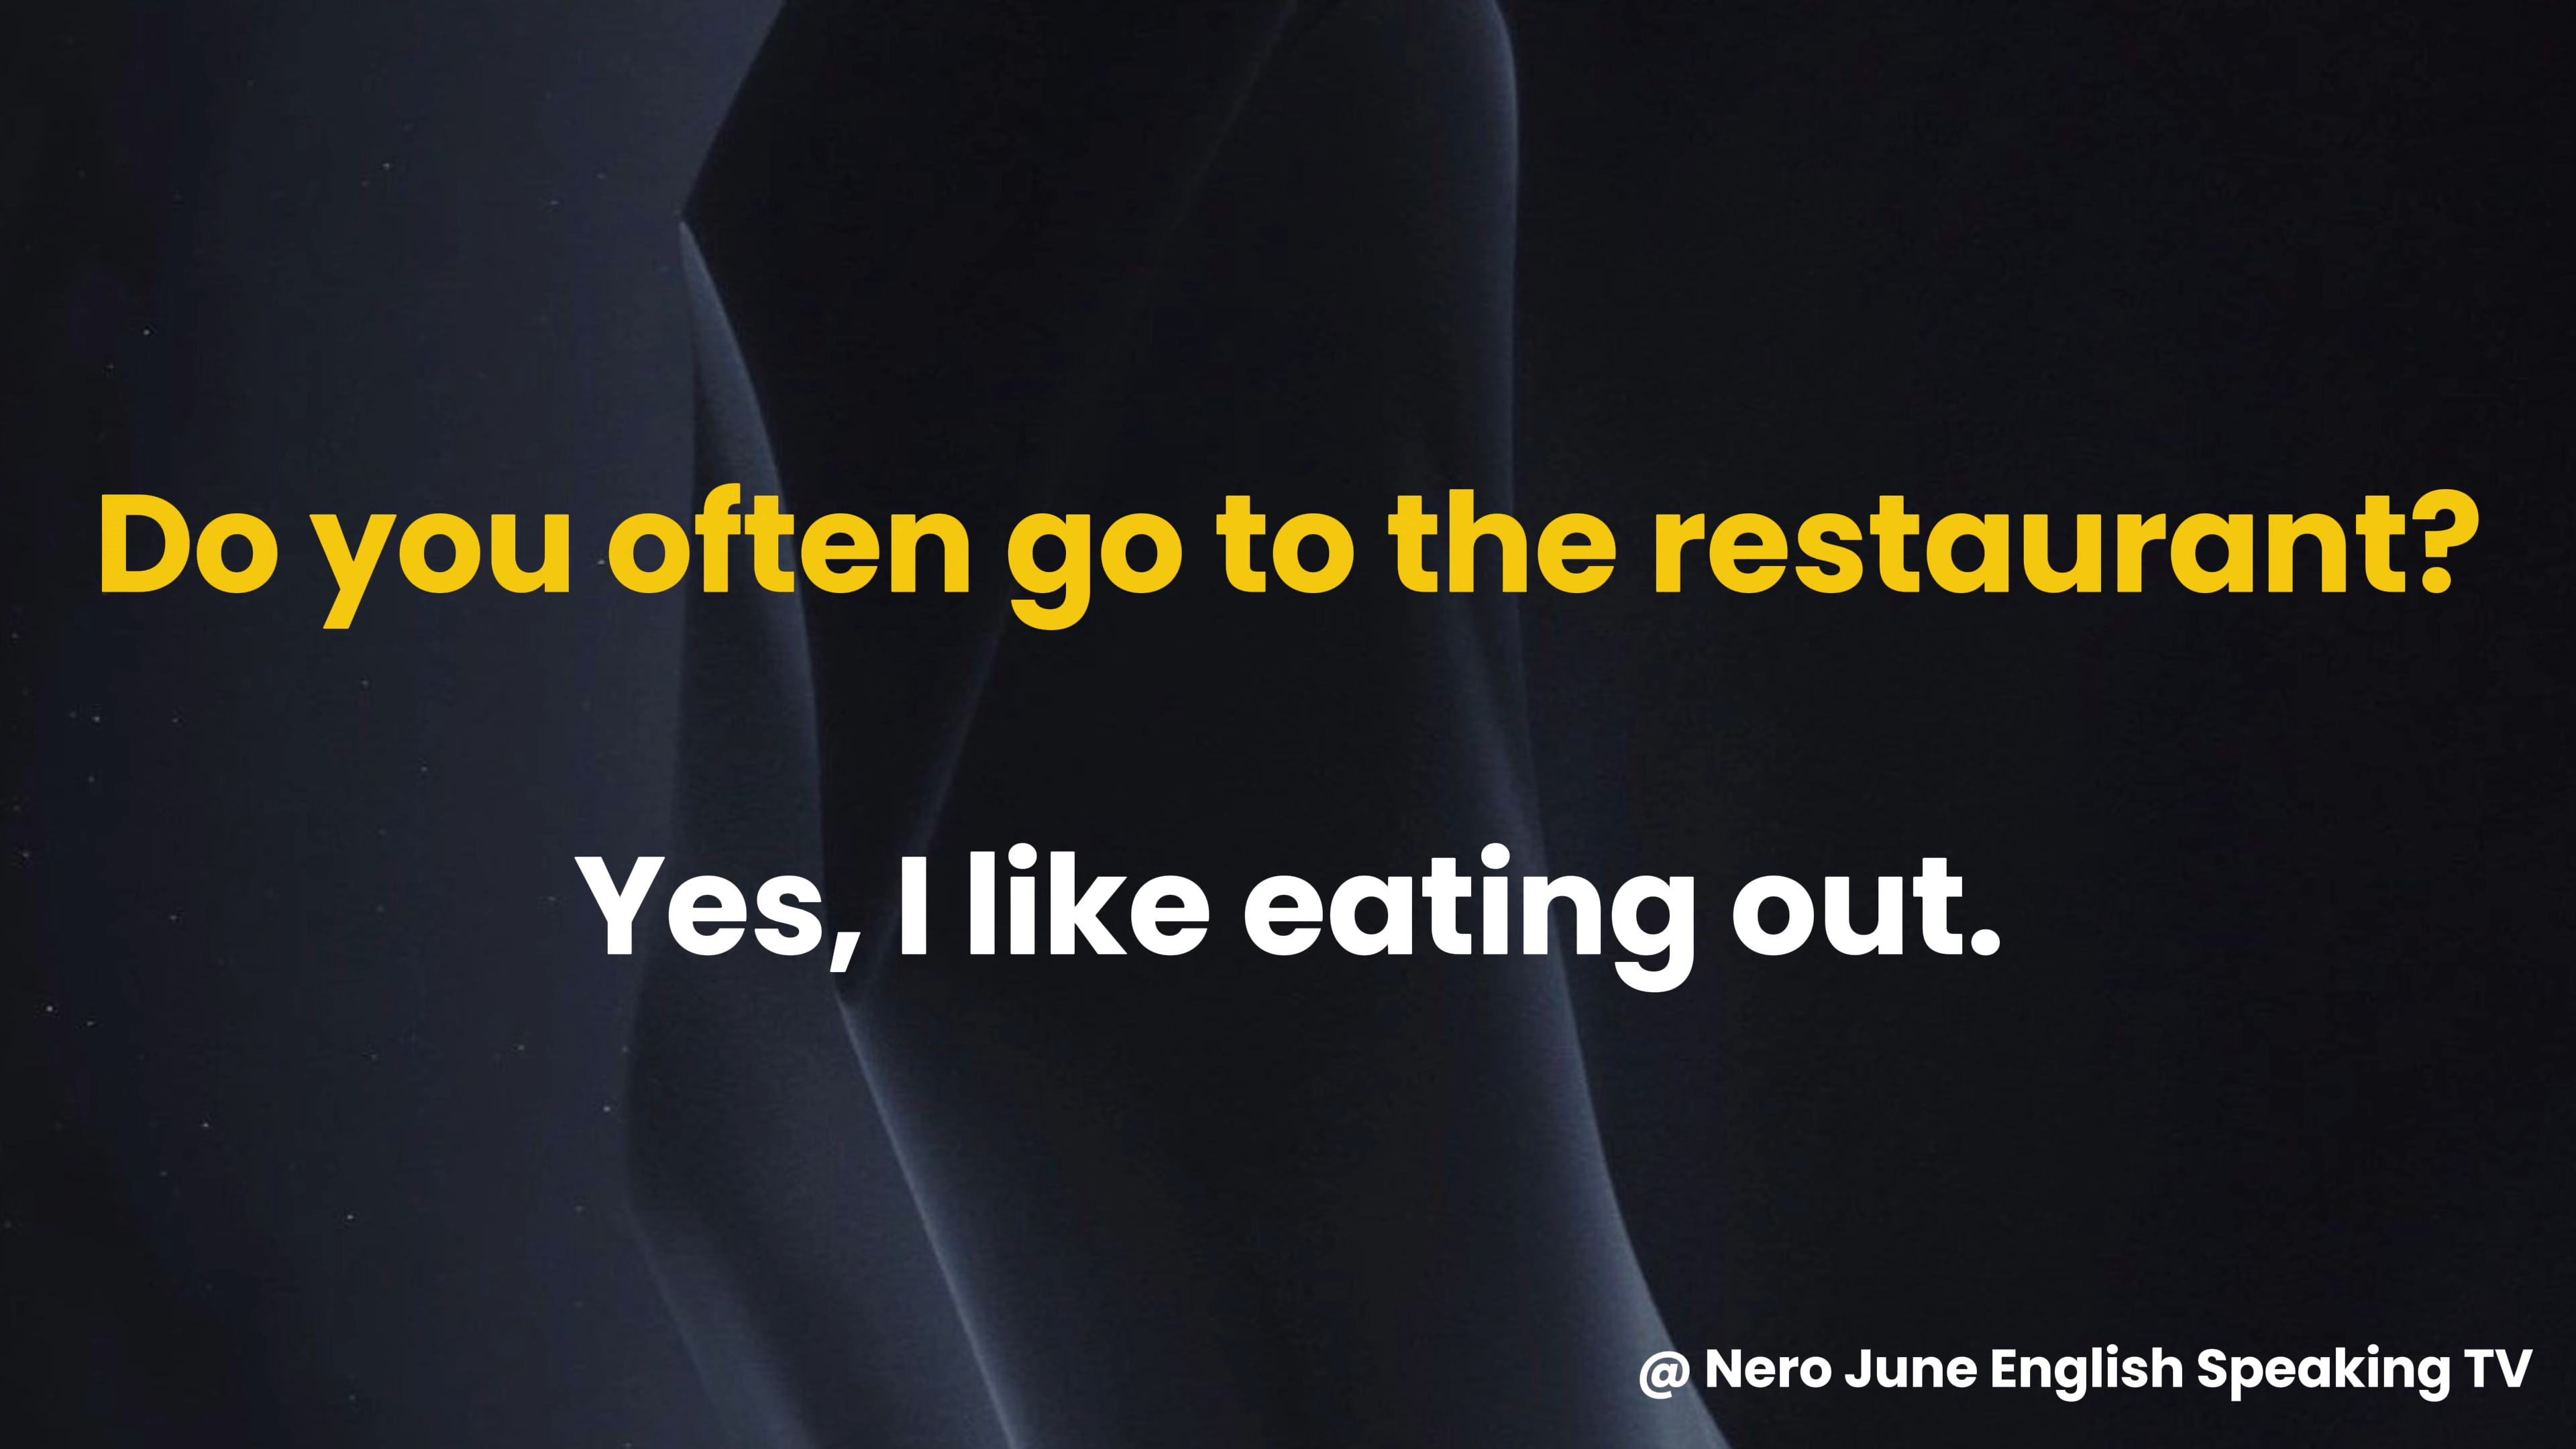 Do you often go to the restaurant?
Yes, I like eating out.
@ Nero June English Speaking TV